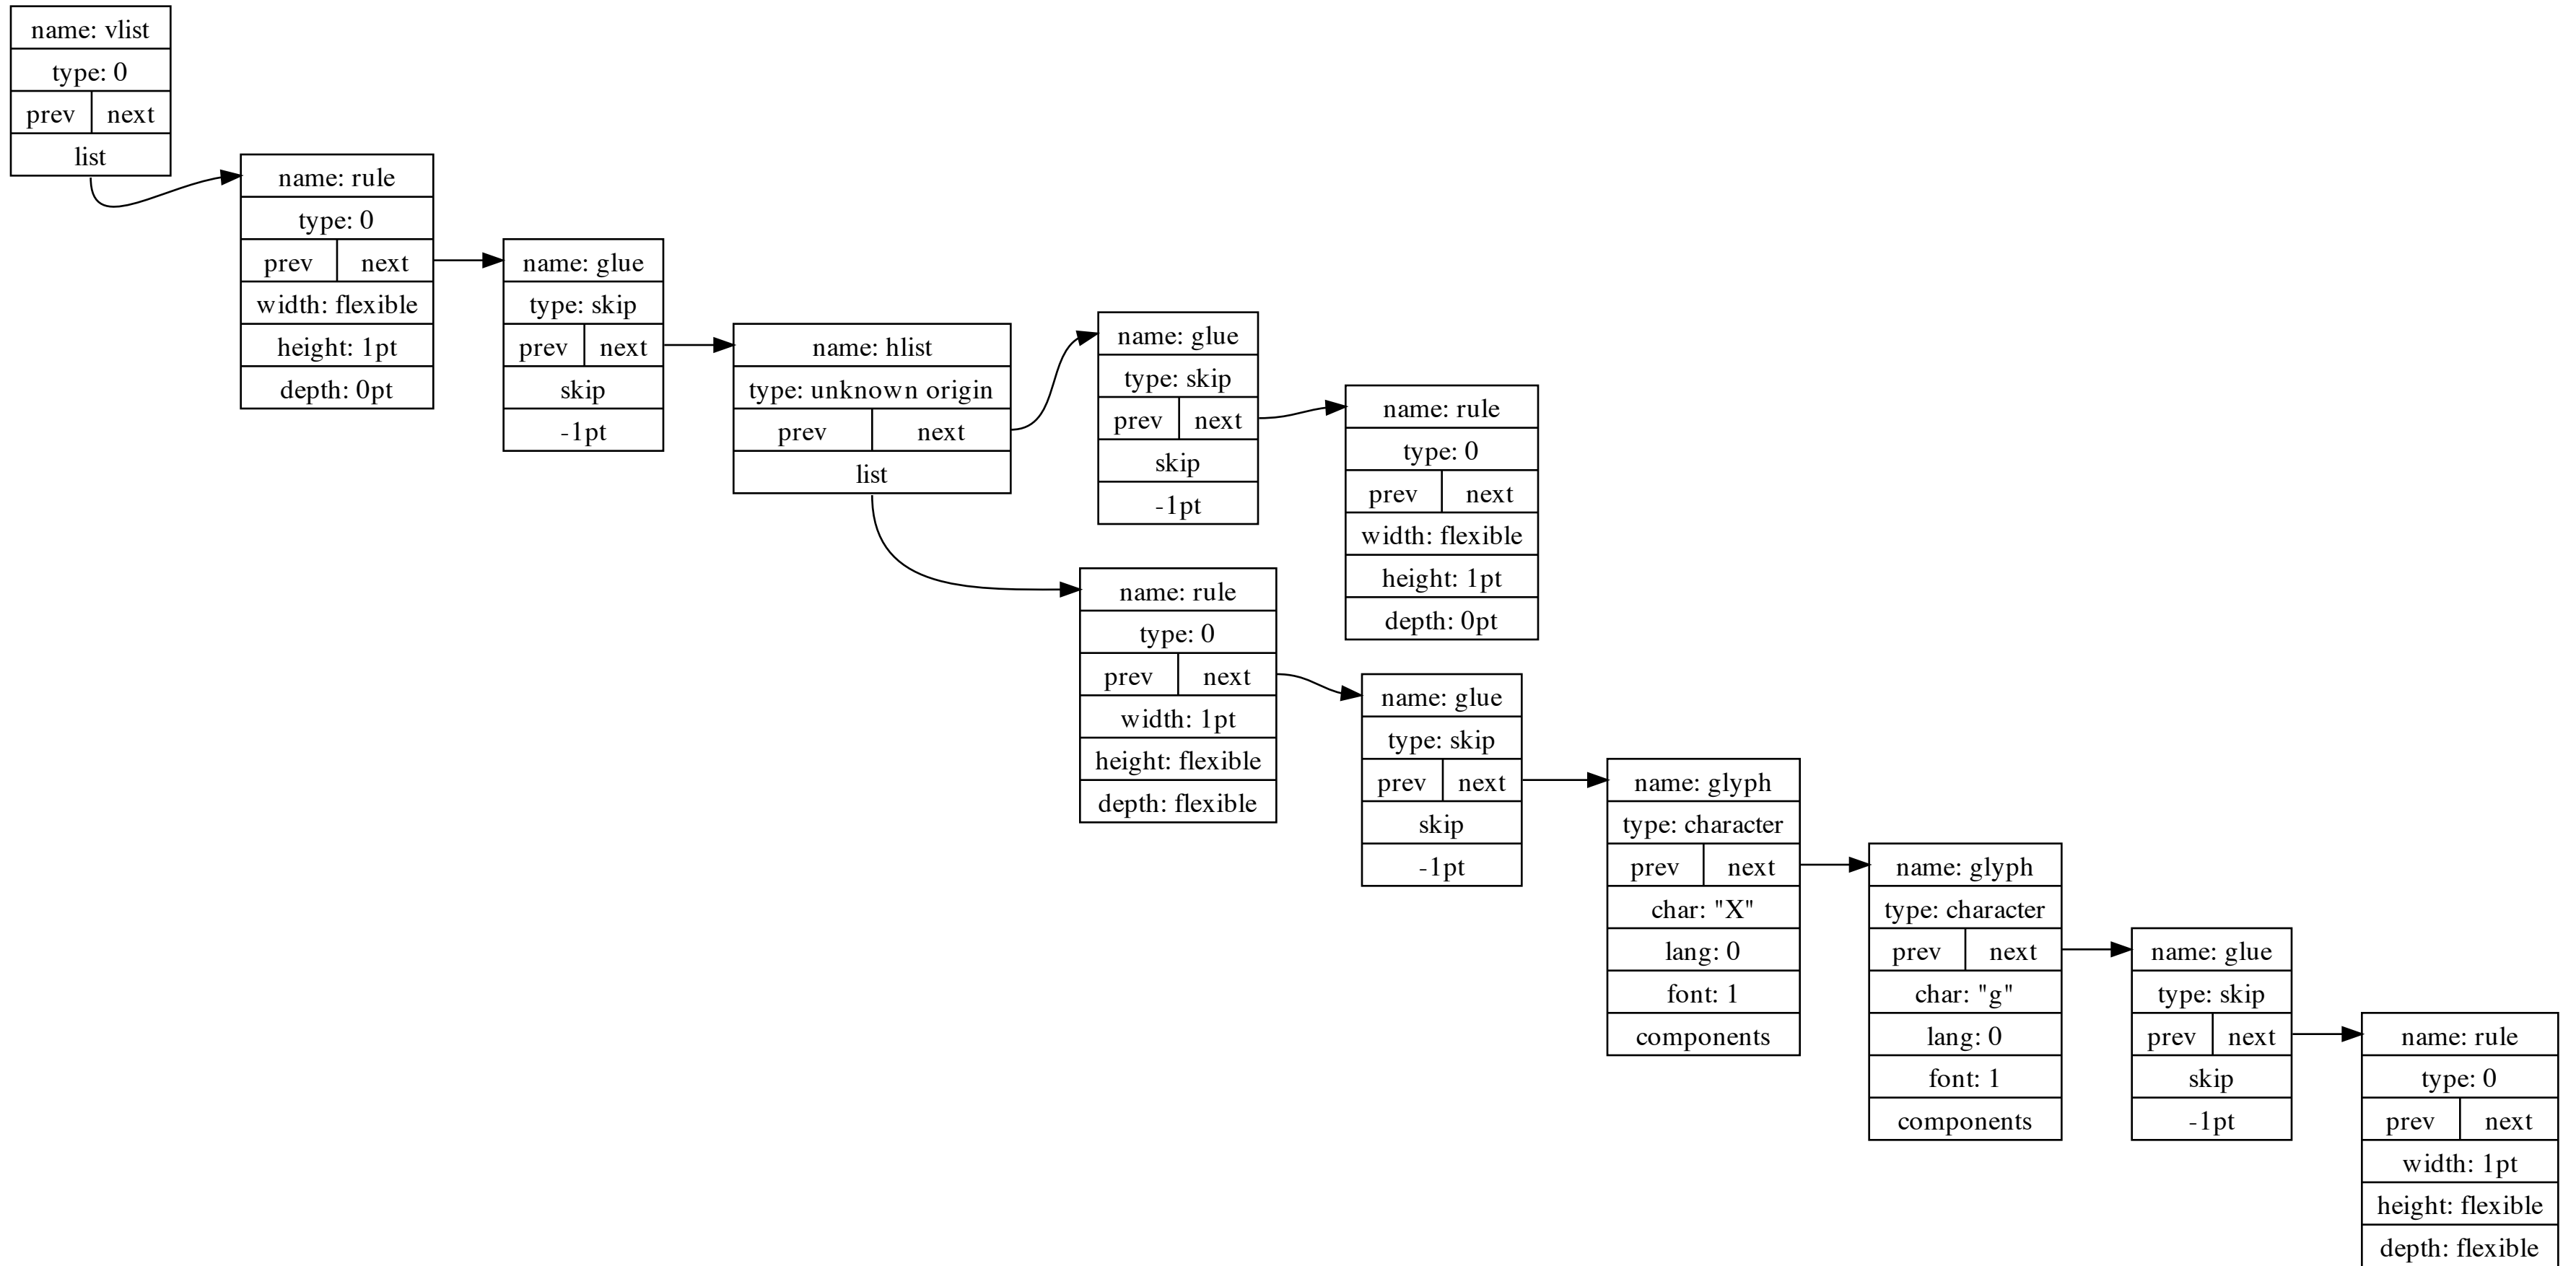 name: vlist
type: 0
prev next
list
name: rule
type: 0
prev next
width: flexible
height: 1pt
depth: 0pt
name: glue
type: skip
prev next
skip
-1pt
name: hlist
type: unknown origin
prev next
list
name: glue
type: skip
prev next
skip
-1pt
name: rule
type: 0
prev next
width: flexible
height: 1pt
depth: 0pt
name: rule
type: 0
prev next
width: 1pt
height: flexible
depth: flexible
name: glue
type: skip
prev next
skip
-1pt
name: glyph
type: character
prev next
char: "X"
lang: 0
font: 1
components
name: glyph
type: character
prev next
char: "g"
lang: 0
font: 1
components
name: glue
type: skip
prev next
skip
-1pt
name: rule
type: 0
prev next
width: 1pt
height: flexible
depth: flexible